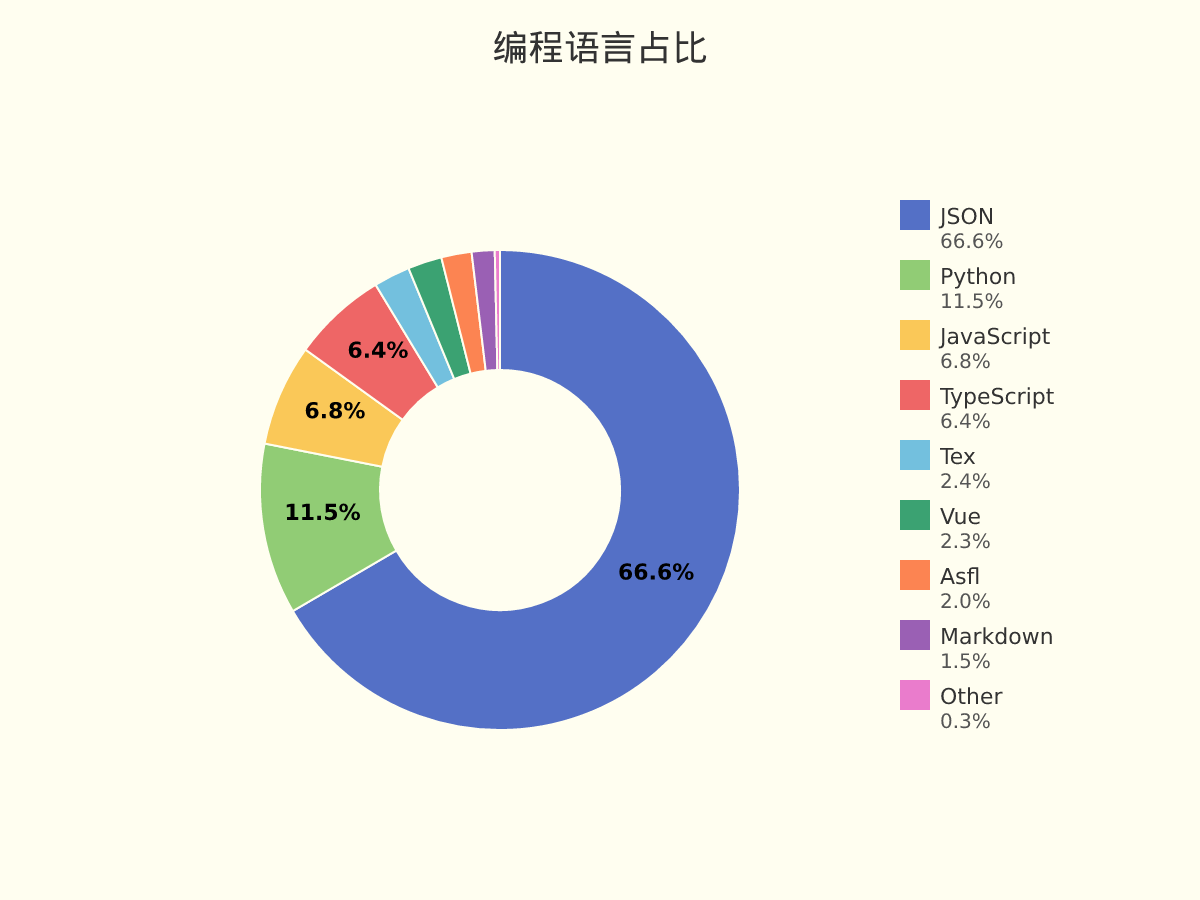 编程语言占比
6.4%
6.8%
11.5%
66.6%
JSON
66.6%
Python
11.5%
JavaScript
6.8%
TypeScript
6.4%
Tex
2.4%
Vue
2.3%
Asfl
2.0%
Markdown
1.5%
Other
0.3%